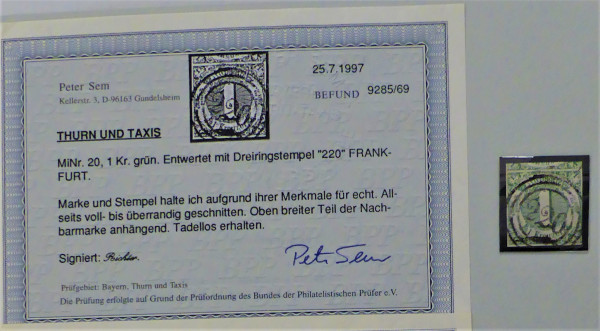 Peter Sem
Kellerstr. 3, D-96163 Gundelsheim
25.7.1997
BEFUND 9285/69
THURN UND TAXIS
MiNr. 20, 1 Kr. grün. Entwertet mit Dreiringstempel "220" FRANK-
FURT.
Marke und Stempel halte ich aufgrund ihrer Merkmale für echt. All-
seits voll- bis überrandig geschnitten. Oben breiter Teil der Nach-
barmarke anhängend. Tadellos erhalten.
Signiert:
Peter Sem
Prüfgebiet: Bayern, Thurn und Taxis
Die Prüfung erfolgte auf Grund der Prüfordnung des Bundes der Philatelistischen Prüfer e.V.
1
1